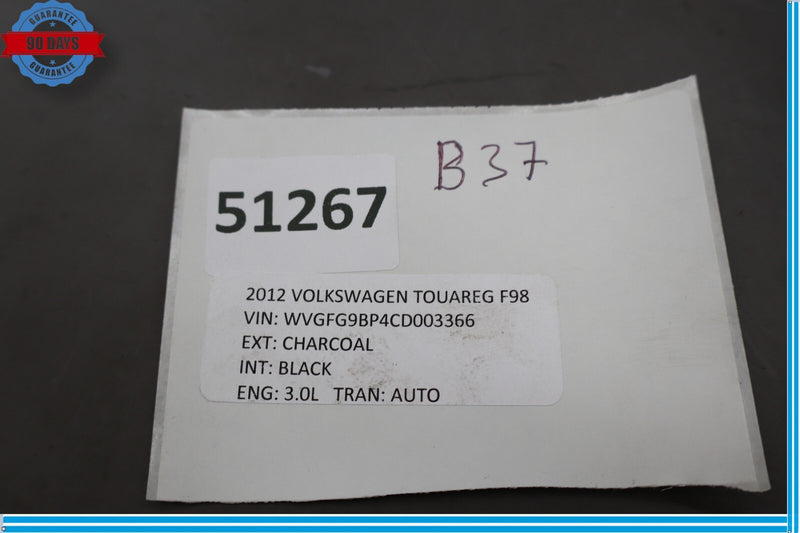 GUARANTEE
90 DAYS
GUARANTEE
B37
51267
2012 VOLKSWAGEN TOUAREG F98
VIN: WVGFG9BP4CD003366
EXT: CHARCOAL
INT: BLACK
ENG: 3.0L TRAN: AUTO